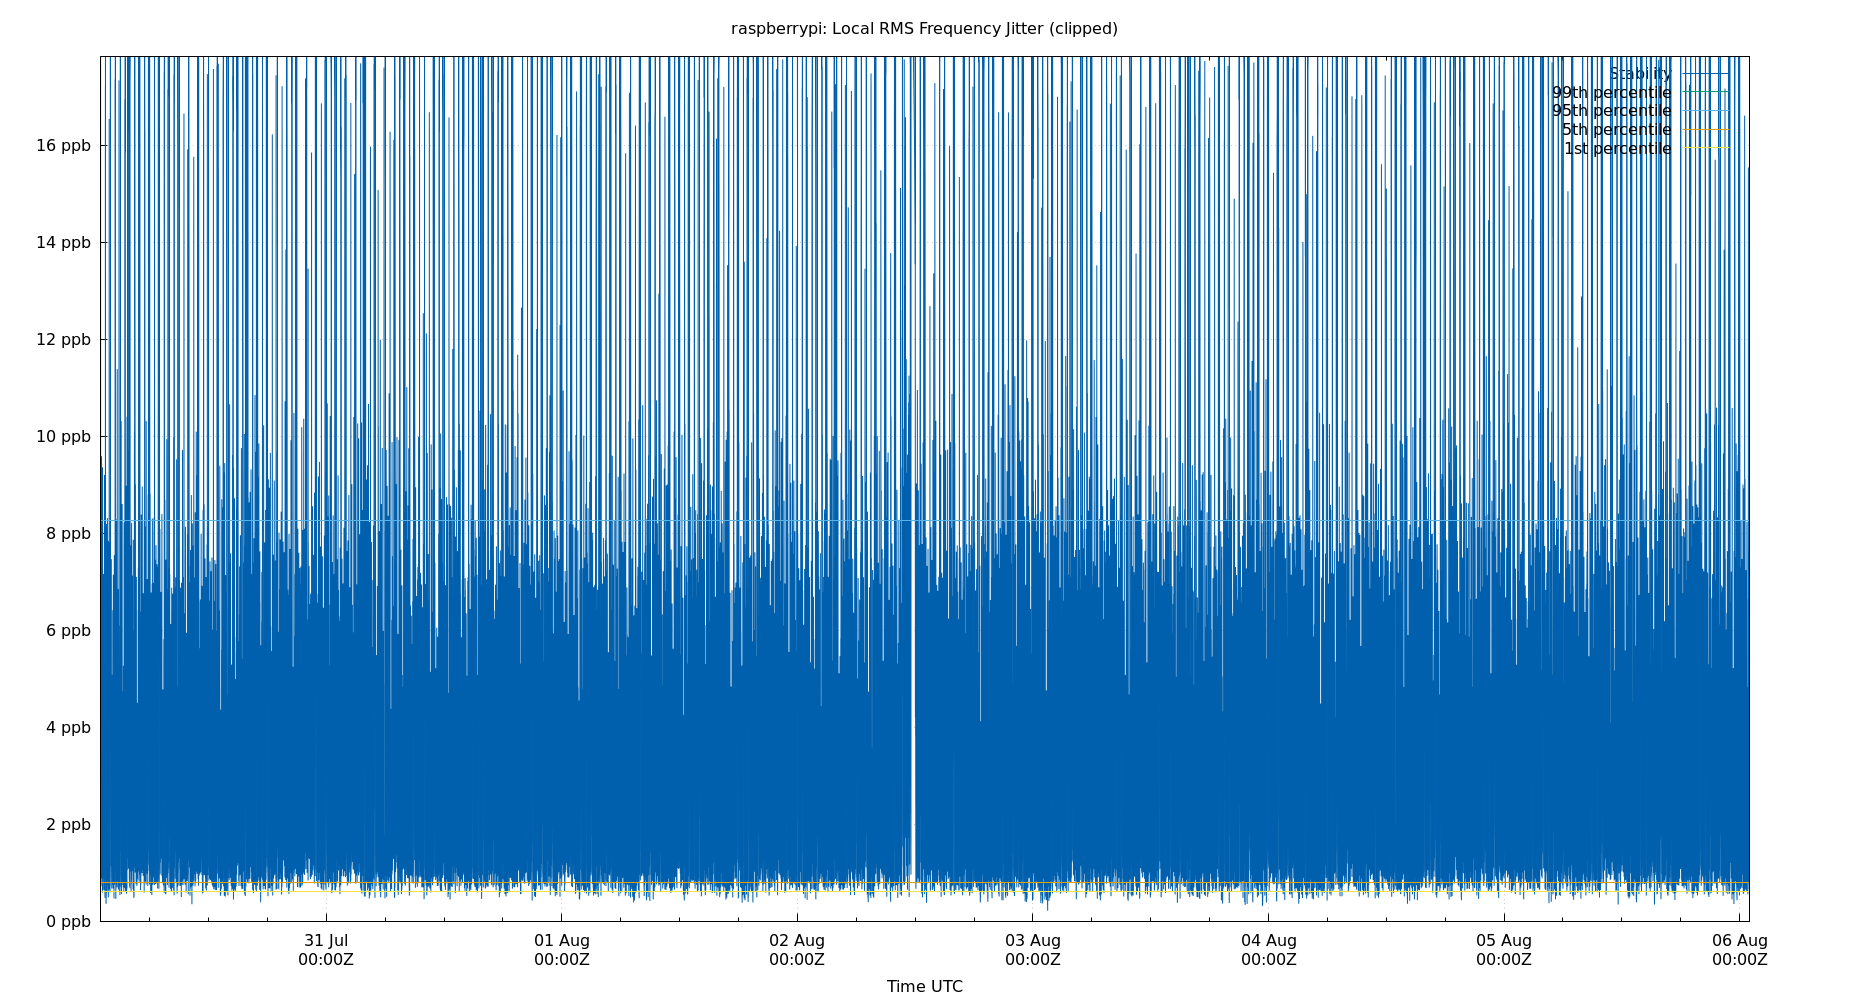 raspberrypi: Local RMS Frequency Jitter (clipped)
Stability
99th percentile
95th percentile
5th percentile
1st percentile
16 ppb
14 ppb
12 ppb
10 ppb
8 ppb
6 ppb
4 ppb
2 ppb
0 ppb
31 Jul 01 Aug 02 Aug 03 Aug 04 Aug 05 Aug 06 Aug
00:00Z 00:00Z 00:00Z 00:00Z 00:00Z 00:00Z 00:00Z
Time UTC